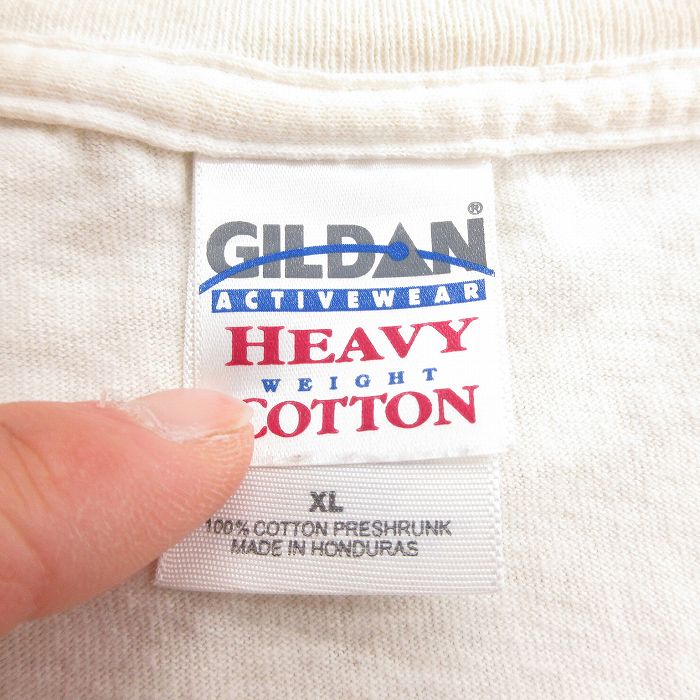 GILDAN®
ACTIVEWEAR
HEAVY
WEIGHT
COTTON
XL
100% COTTON PRESHRUNK
MADE IN HONDURAS